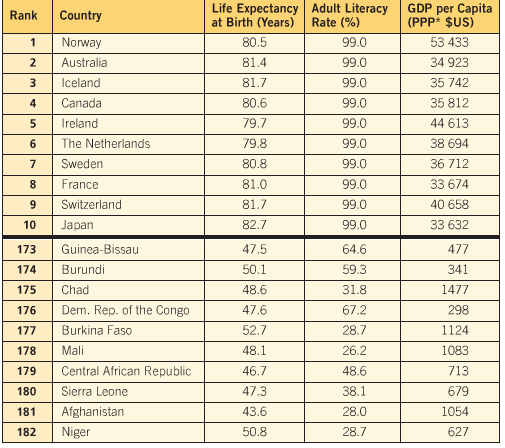 Rank Country Life Expectancy at Birth (Years) Adult Literacy Rate (%) GDP per Capita (PPP* $US)
1 Norway 80.5 99.0 53 433
2 Australia 81.4 99.0 34 923
3 Iceland 81.7 99.0 35 742
4 Canada 80.6 99.0 35 812
5 Ireland 79.7 99.0 44 613
6 The Netherlands 79.8 99.0 38 694
7 Sweden 80.8 99.0 36 712
8 France 81.0 99.0 33 674
9 Switzerland 81.7 99.0 40 658
10 Japan 82.7 99.0 33 632
173 Guinea-Bissau 47.5 64.6 477
174 Burundi 50.1 59.3 341
175 Chad 48.6 31.8 1477
176 Dem. Rep. of the Congo 47.6 67.2 298
177 Burkina Faso 52.7 28.7 1124
178 Mali 48.1 26.2 1083
179 Central African Republic 46.7 48.6 713
180 Sierra Leone 47.3 38.1 679
181 Afghanistan 43.6 28.0 1054
182 Niger 50.8 28.7 627